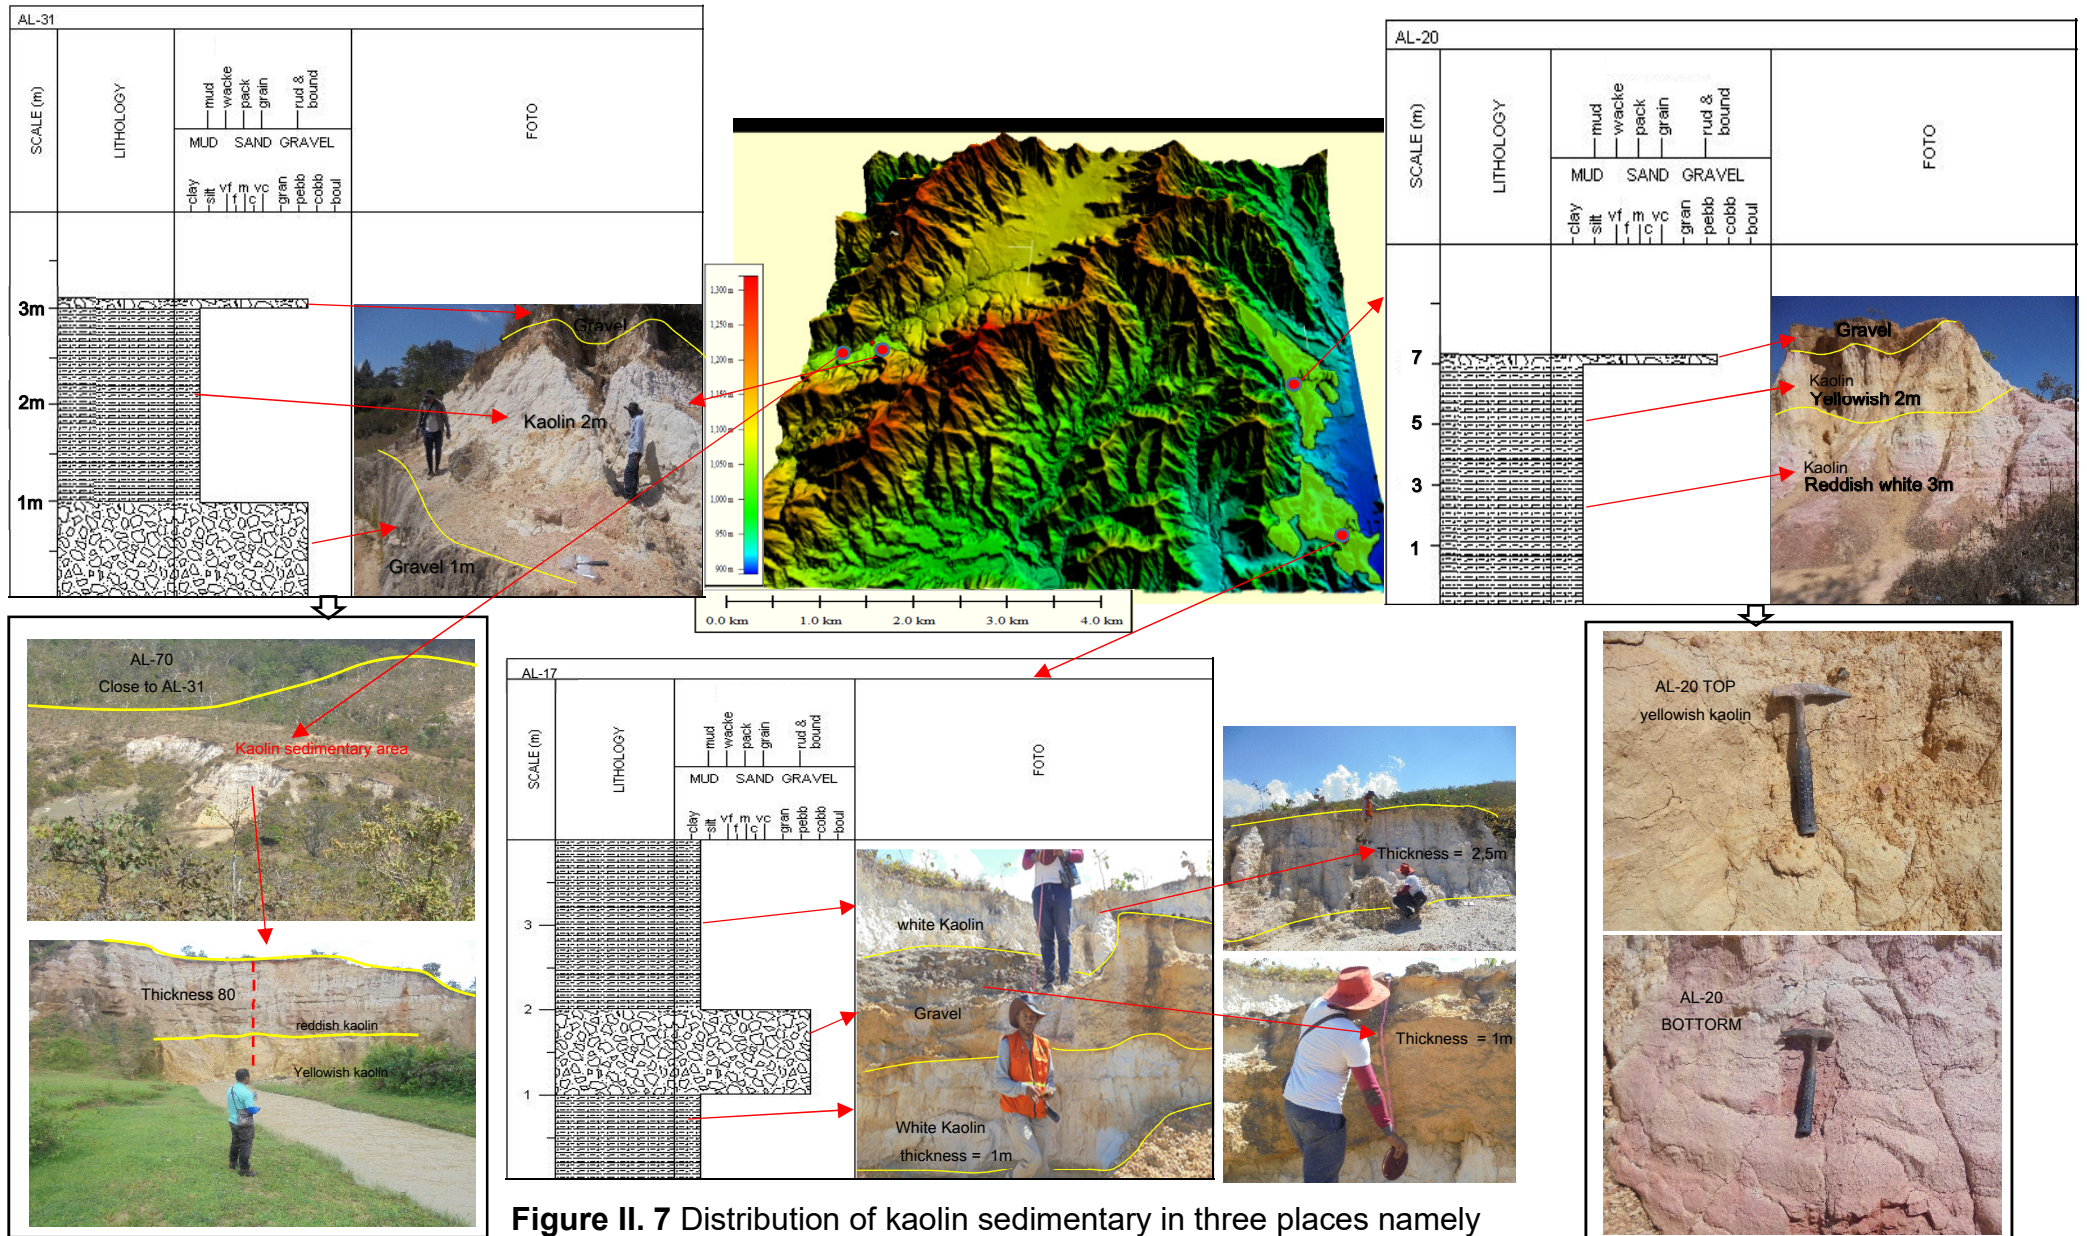 AL-31
SCALE (m)
LITHOLOGY
mud
wacke
pack
grain
rud &
bound
MUD SAND GRAVEL
clay
silt
vf
f
m
c
vc
gran
pebb
cobb
boul
FOTO
3m
2m
1m
Gravel
Kaolin 2m
Gravel 1m
1,300 m
1,250 m
1,200 m
1,150 m
1,100 m
1,050 m
1,000 m
950 m
900 m
0.0 km 1.0 km 2.0 km 3.0 km 4.0 km
AL-20
SCALE (m)
LITHOLOGY
mud
wacke
pack
grain
rud &
bound
MUD SAND GRAVEL
clay
silt
vf
f
m
c
vc
gran
pebb
cobb
boul
FOTO
7
5
3
1
Gravel
Kaolin
Yellowish 2m
Kaolin
Reddish white 3m
AL-70
Close to AL-31
Kaolin sedimentary area
Thickness 80
reddish kaolin
Yellowish kaolin
AL-17
SCALE (m)
LITHOLOGY
mud
wacke
pack
grain
rud &
bound
MUD SAND GRAVEL
clay
silt
vf
f
m
c
vc
gran
pebb
cobb
boul
FOTO
3
2
1
white Kaolin
Gravel
White Kaolin
thickness = 1m
Thickness = 2,5m
Thickness = 1m
AL-20 TOP
yellowish kaolin
AL-20
BOTTORM
Figure II. 7 Distribution of kaolin sedimentary in three places namely